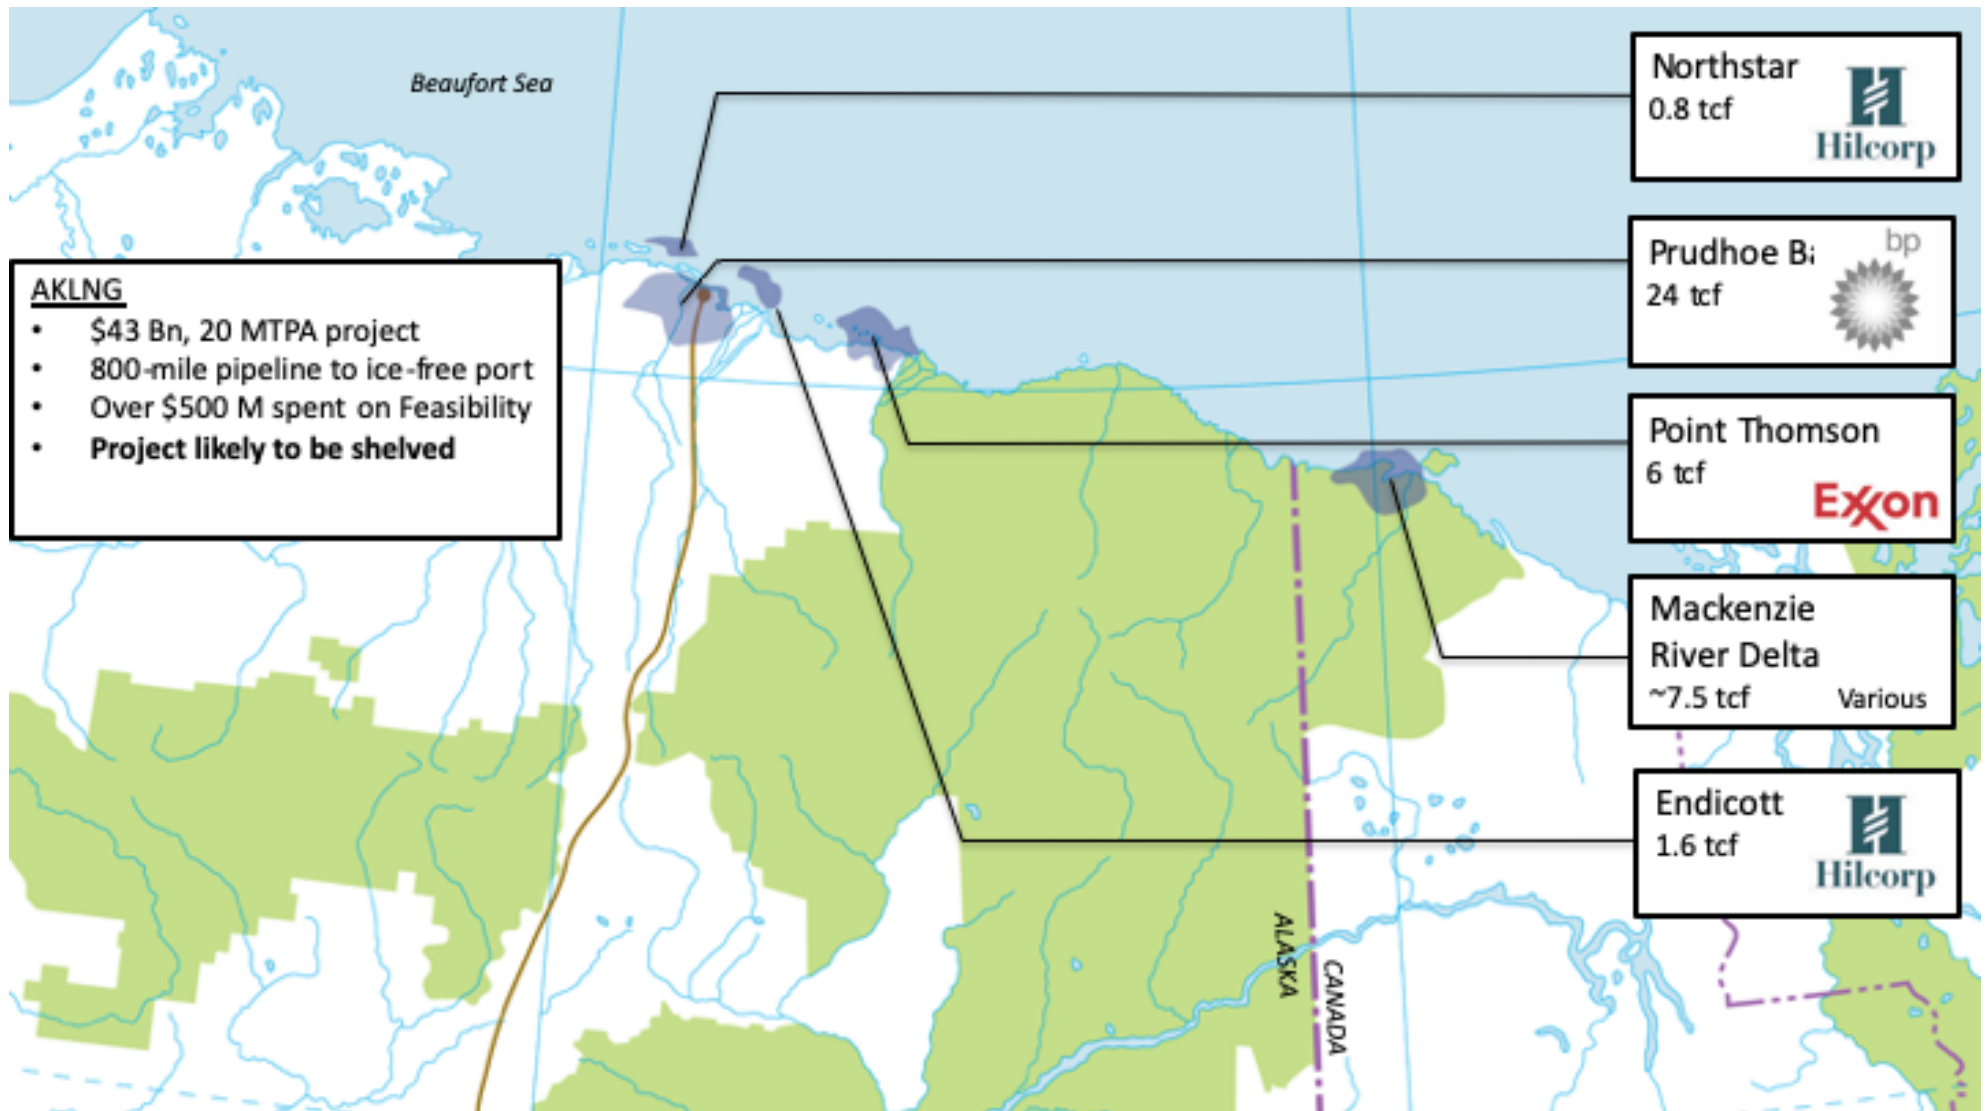 Beaufort Sea
Northstar
0.8 tcf
Hilcorp
bp
Prudhoe Ba
24 tcf
AKLNG
• $43 Bn, 20 MTPA project
• 800-mile pipeline to ice-free port
• Over $500 M spent on Feasibility
• Project likely to be shelved
Point Thomson
6 tcf
Exxon
Mackenzie
River Delta
~7.5 tcf Various
Endicott
1.6 tcf
Hilcorp
ALASKA
CANADA